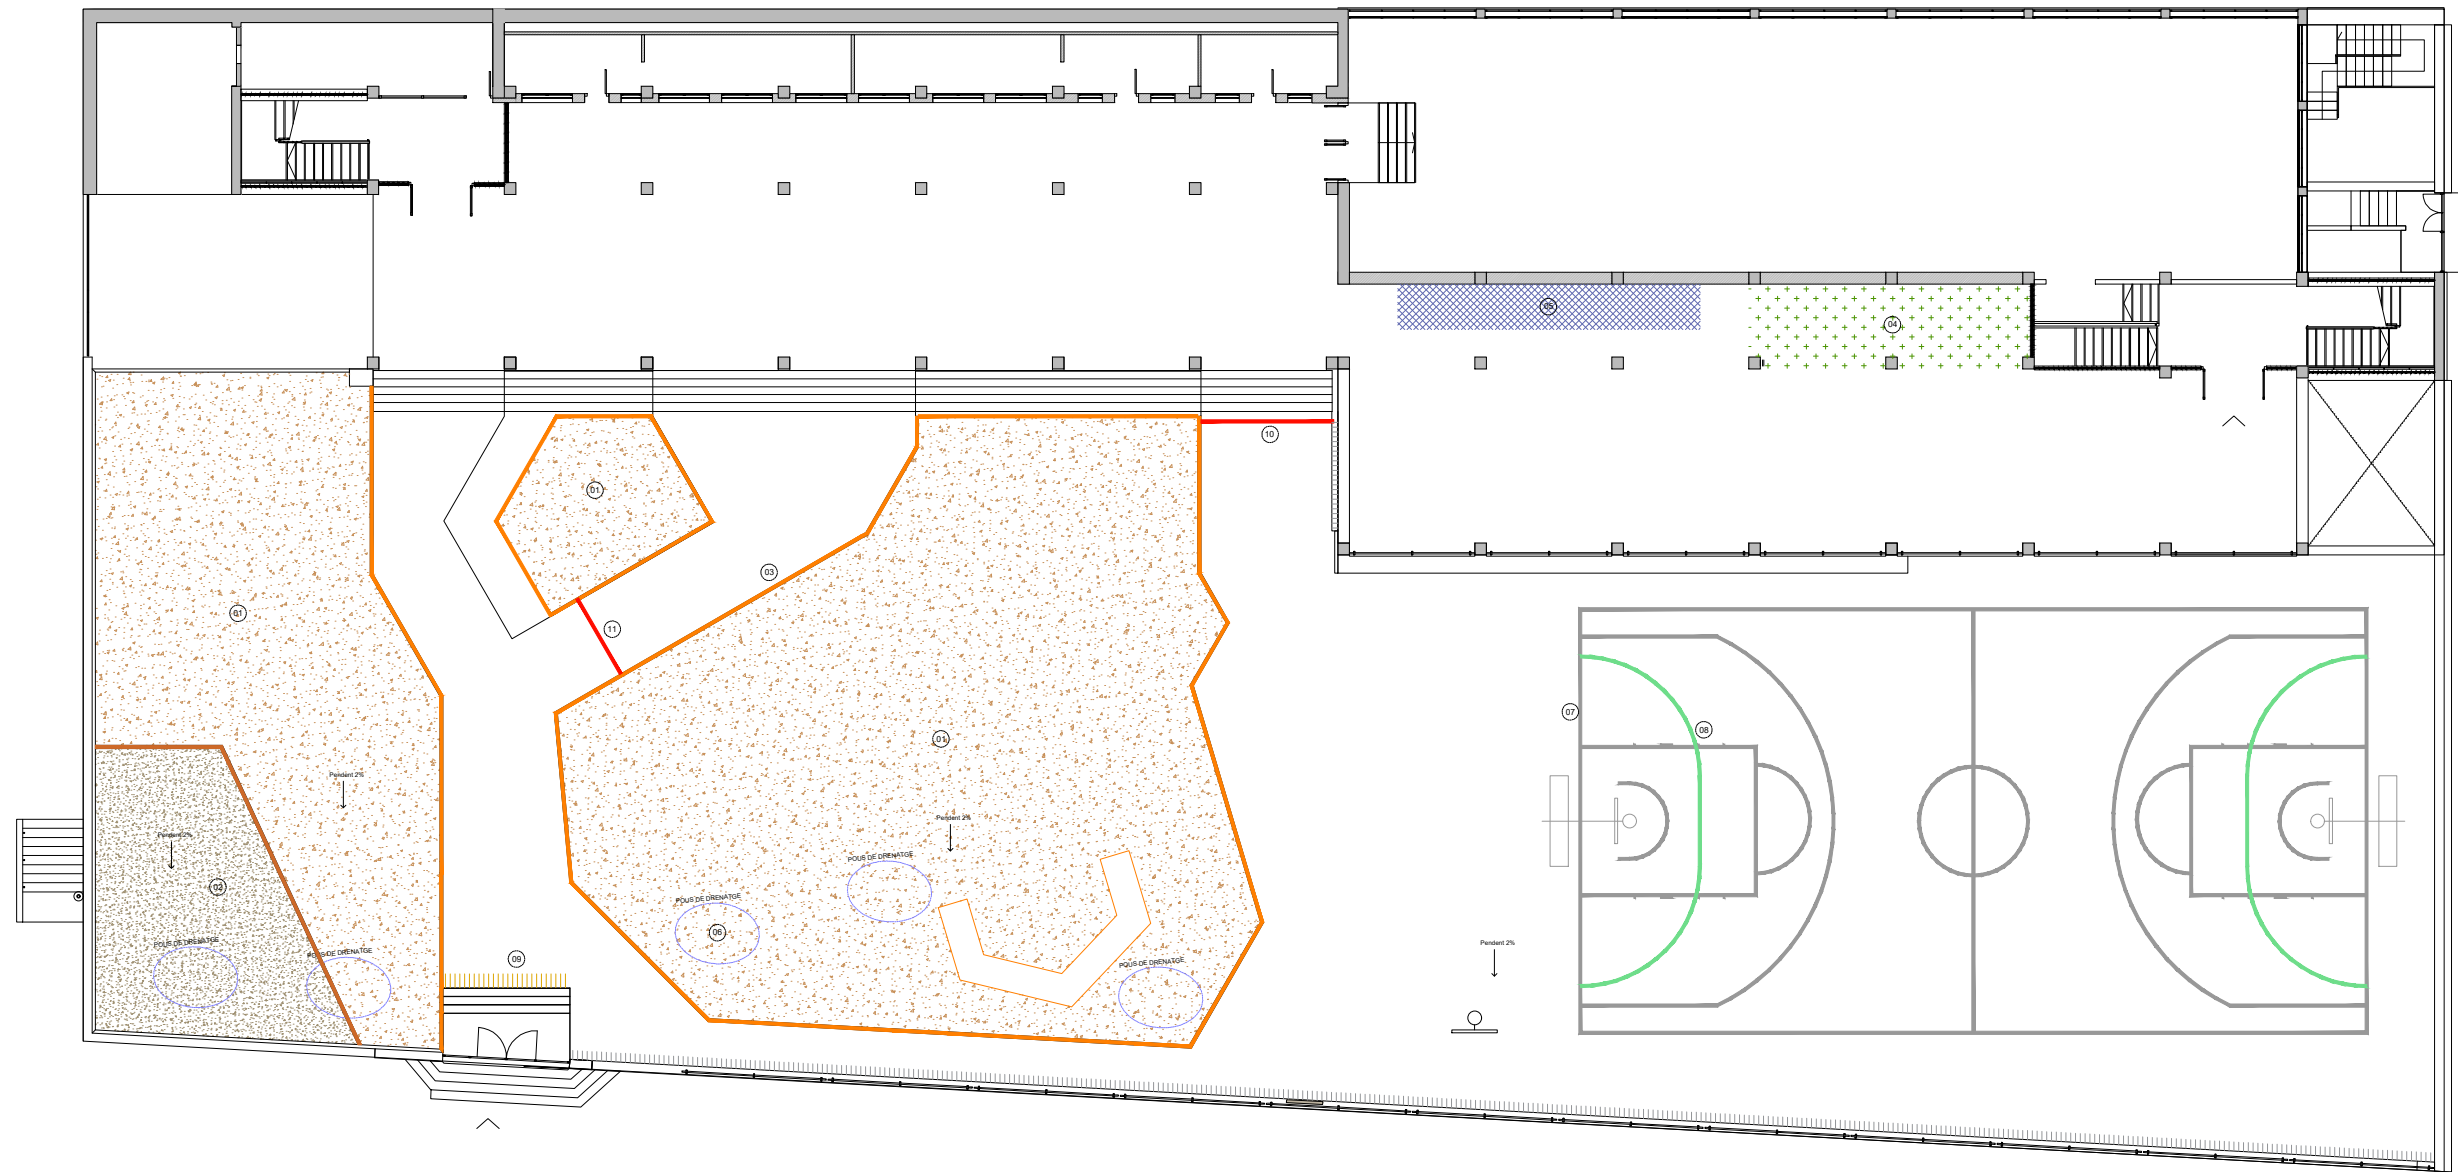 05
04
10
01
03
11
01
07
08
01
Pendent 2%
Pendent 2%
Pendent 2%
POUS DE DRENATGE
02
POUS DE DRENATGE
06
POUS DE DRENATGE
POUS DE DRENATGE
Pendent 2%
POUS DE DRENATGE
09